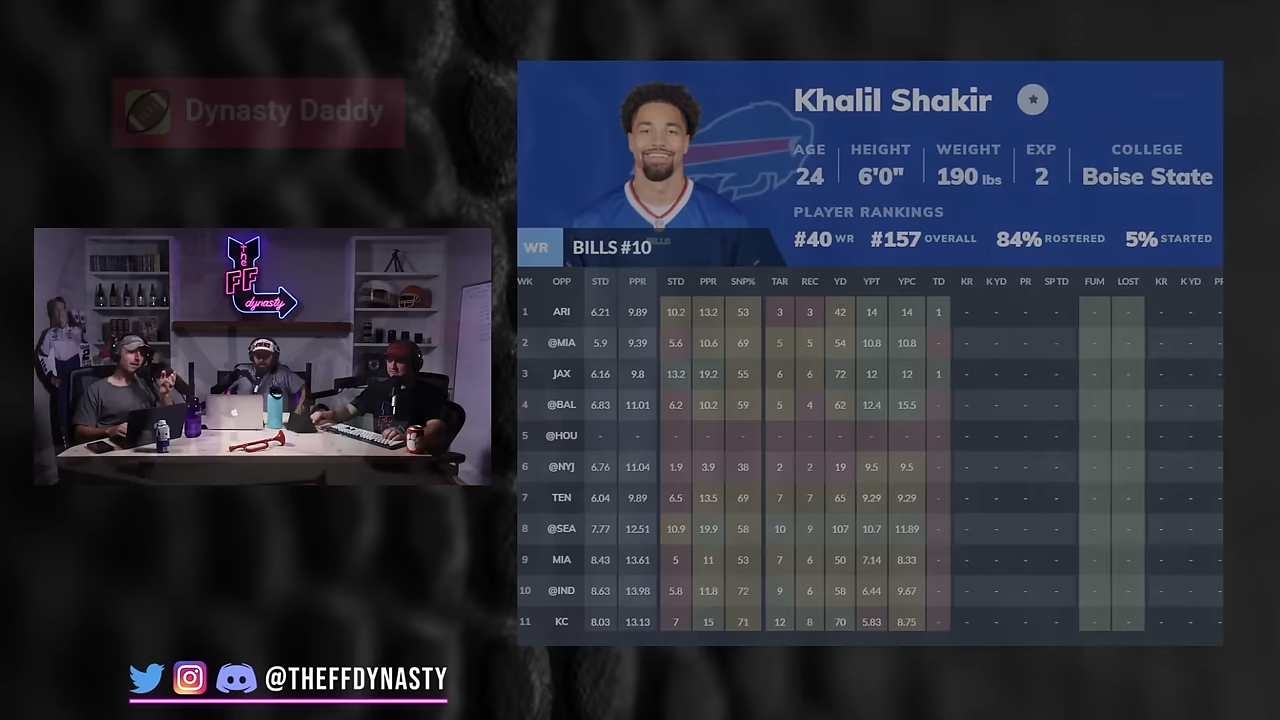 Dynasty Daddy
Khalil Shakir
AGE HEIGHT WEIGHT EXP COLLEGE
24 6'0" 190 lbs 2 Boise State
PLAYER RANKINGS
#40 WR #157 OVERALL 84% ROSTERED 5% STARTED
WR BILLS #10
The
FF
dynasty
WK OPP STD PPR STD PPR SNP% TAR REC YD YPT YPC TD KR K YD PR SP TD FUM LOST KR K YD PR
1 ARI 6.21 9.89 10.2 13.2 53 3 3 42 14 14 1 - - - - - - - - -
2 @MIA 5.9 9.39 5.6 10.6 69 5 5 54 10.8 10.8 - - - - - - - - - -
3 JAX 6.16 9.8 13.2 19.2 55 6 6 72 12 12 1 - - - - - - - - -
4 @BAL 6.83 11.01 6.2 10.2 59 5 4 62 12.4 15.5 - - - - - - - - - -
5 @HOU - - - - - - - - - - - - - - - - - - - -
6 @NYJ 6.76 11.04 1.9 3.9 38 2 2 19 9.5 9.5 - - - - - - - - - -
7 TEN 6.04 9.89 6.5 13.5 69 7 7 65 9.29 9.29 - - - - - - - - - -
8 @SEA 7.77 12.51 10.9 19.9 58 10 9 107 10.7 11.89 - - - - - - - - - -
9 MIA 8.43 13.61 5 11 53 7 6 50 7.14 8.33 - - - - - - - - - -
10 @IND 8.63 13.98 5.8 11.8 72 9 6 58 6.44 9.67 - - - - - - - - - -
11 KC 8.03 13.13 7 15 71 12 8 70 5.83 8.75 - - - - - - - - - -
@THEFFDYNASTY